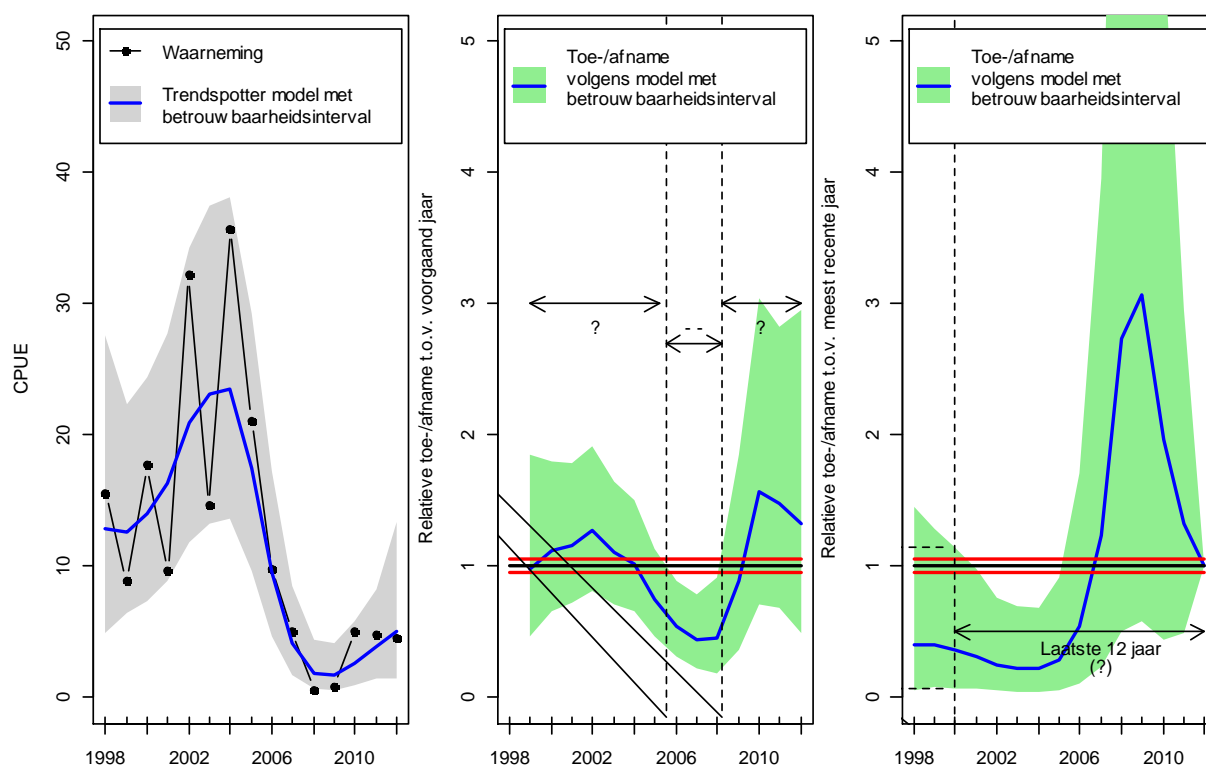 Waarneming
Trendspotter model met
betrouw baarheidsinterval
CPUE
0
10
20
30
40
50
1998
2002
2006
2010
Toe-/afname
volgens model met
betrouw baarheidsinterval
Relatieve toe-/afname t.o.v. voorgaand jaar
0
1
2
3
4
5
?
- -
?
1998
2002
2006
2010
Toe-/afname
volgens model met
betrouw baarheidsinterval
Relatieve toe-/afname t.o.v. meest recente jaar
0
1
2
3
4
5
Laatste 12 jaar
(?)
1998
2002
2006
2010